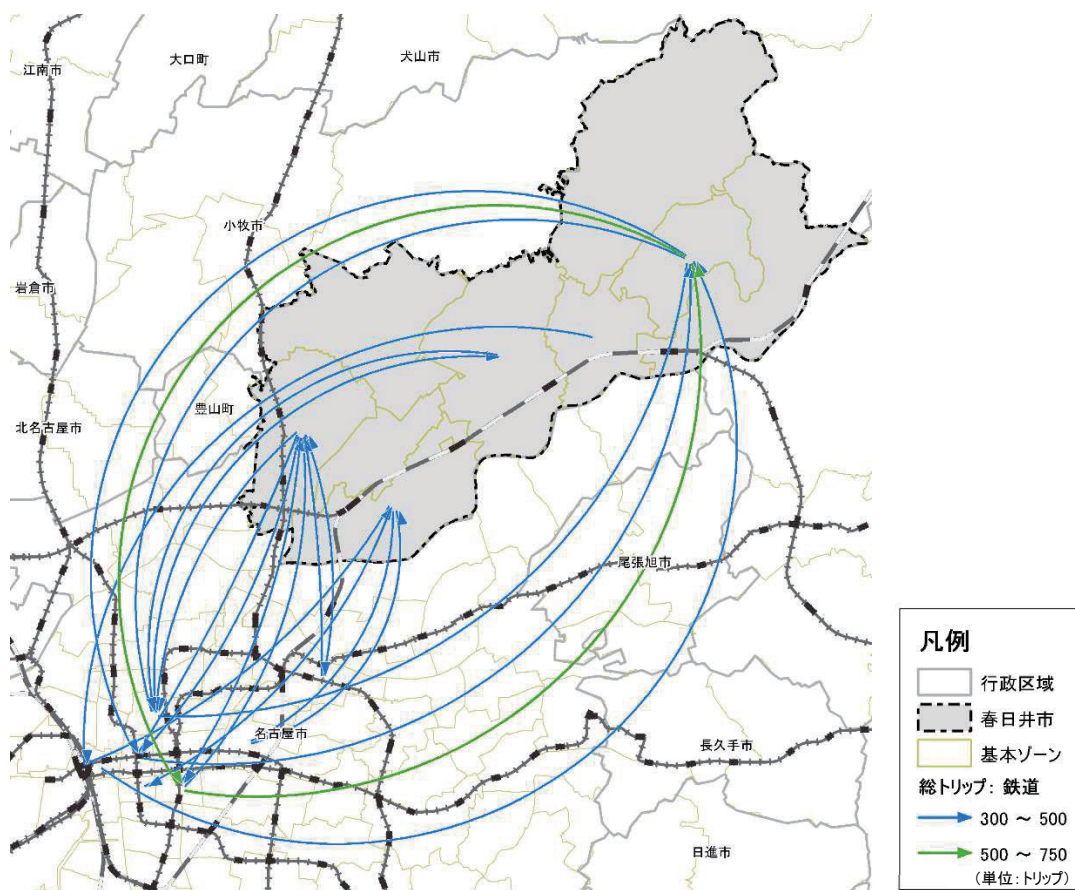 江南市
大口町
犬山市
小牧市
岩倉市
豊山町
北名古屋市
尾張旭市
名古屋市
長久手市
日進市
凡例
行政区域
春日井市
基本ゾーン
総トリップ: 鉄道
300 ～ 500
500 ～ 750
(単位:トリップ)